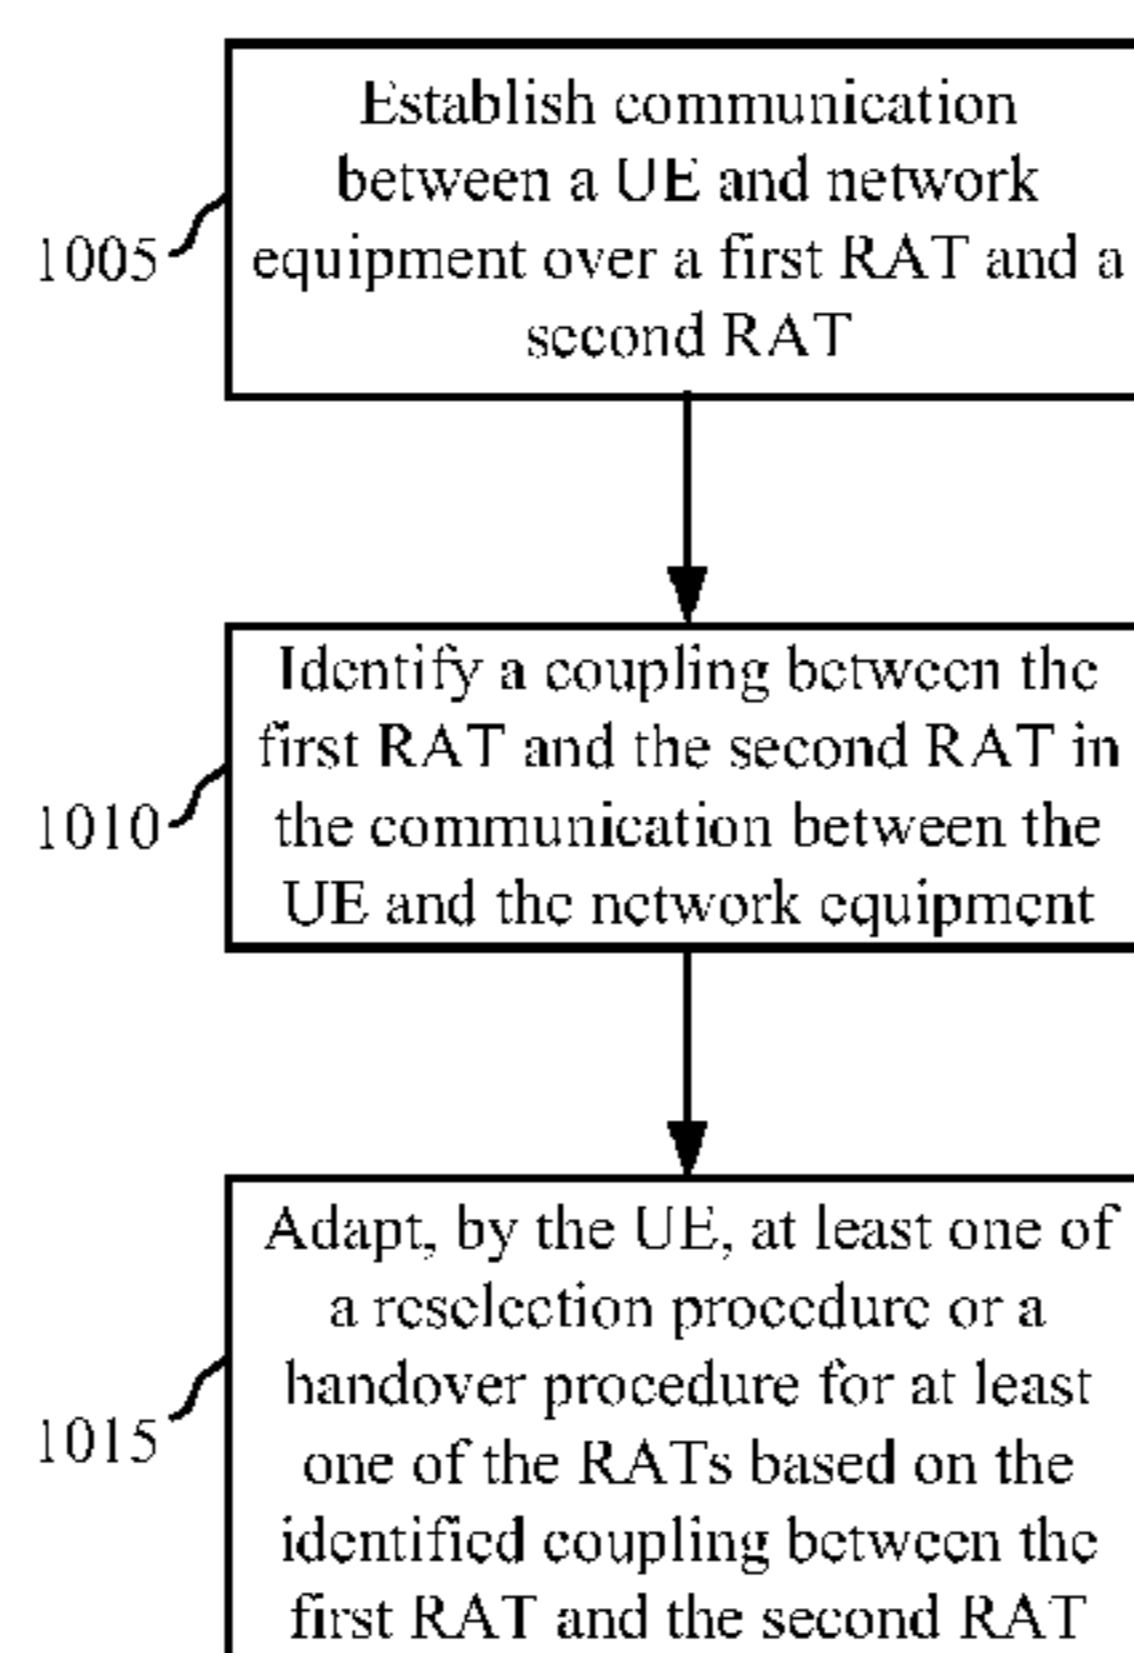 Establish communication
between a UE and network
equipment over a first RAT and a
second RAT
1005
Identify a coupling between the
first RAT and the second RAT in
the communication between the
UE and the network equipment
1010
Adapt, by the UE, at least one of
a reselection procedure or a
handover procedure for at least
one of the RATs based on the
identified coupling between the
first RAT and the second RAT
1015